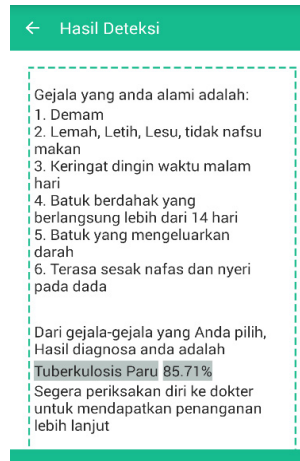 Hasil Deteksi
Gejala yang anda alami adalah:
1. Demam
2. Lemah, Letih, Lesu, tidak nafsu
makan
3. Keringat dingin waktu malam
hari
4. Batuk berdahak yang
berlangsung lebih dari 14 hari
5. Batuk yang mengeluarkan
darah
6. Terasa sesak nafas dan nyeri
pada dada
Dari gejala-gejala yang Anda pilih,
Hasil diagnosa anda adalah
Tuberkulosis Paru 85.71%
Segera periksakan diri ke dokter
untuk mendapatkan penanganan
lebih lanjut